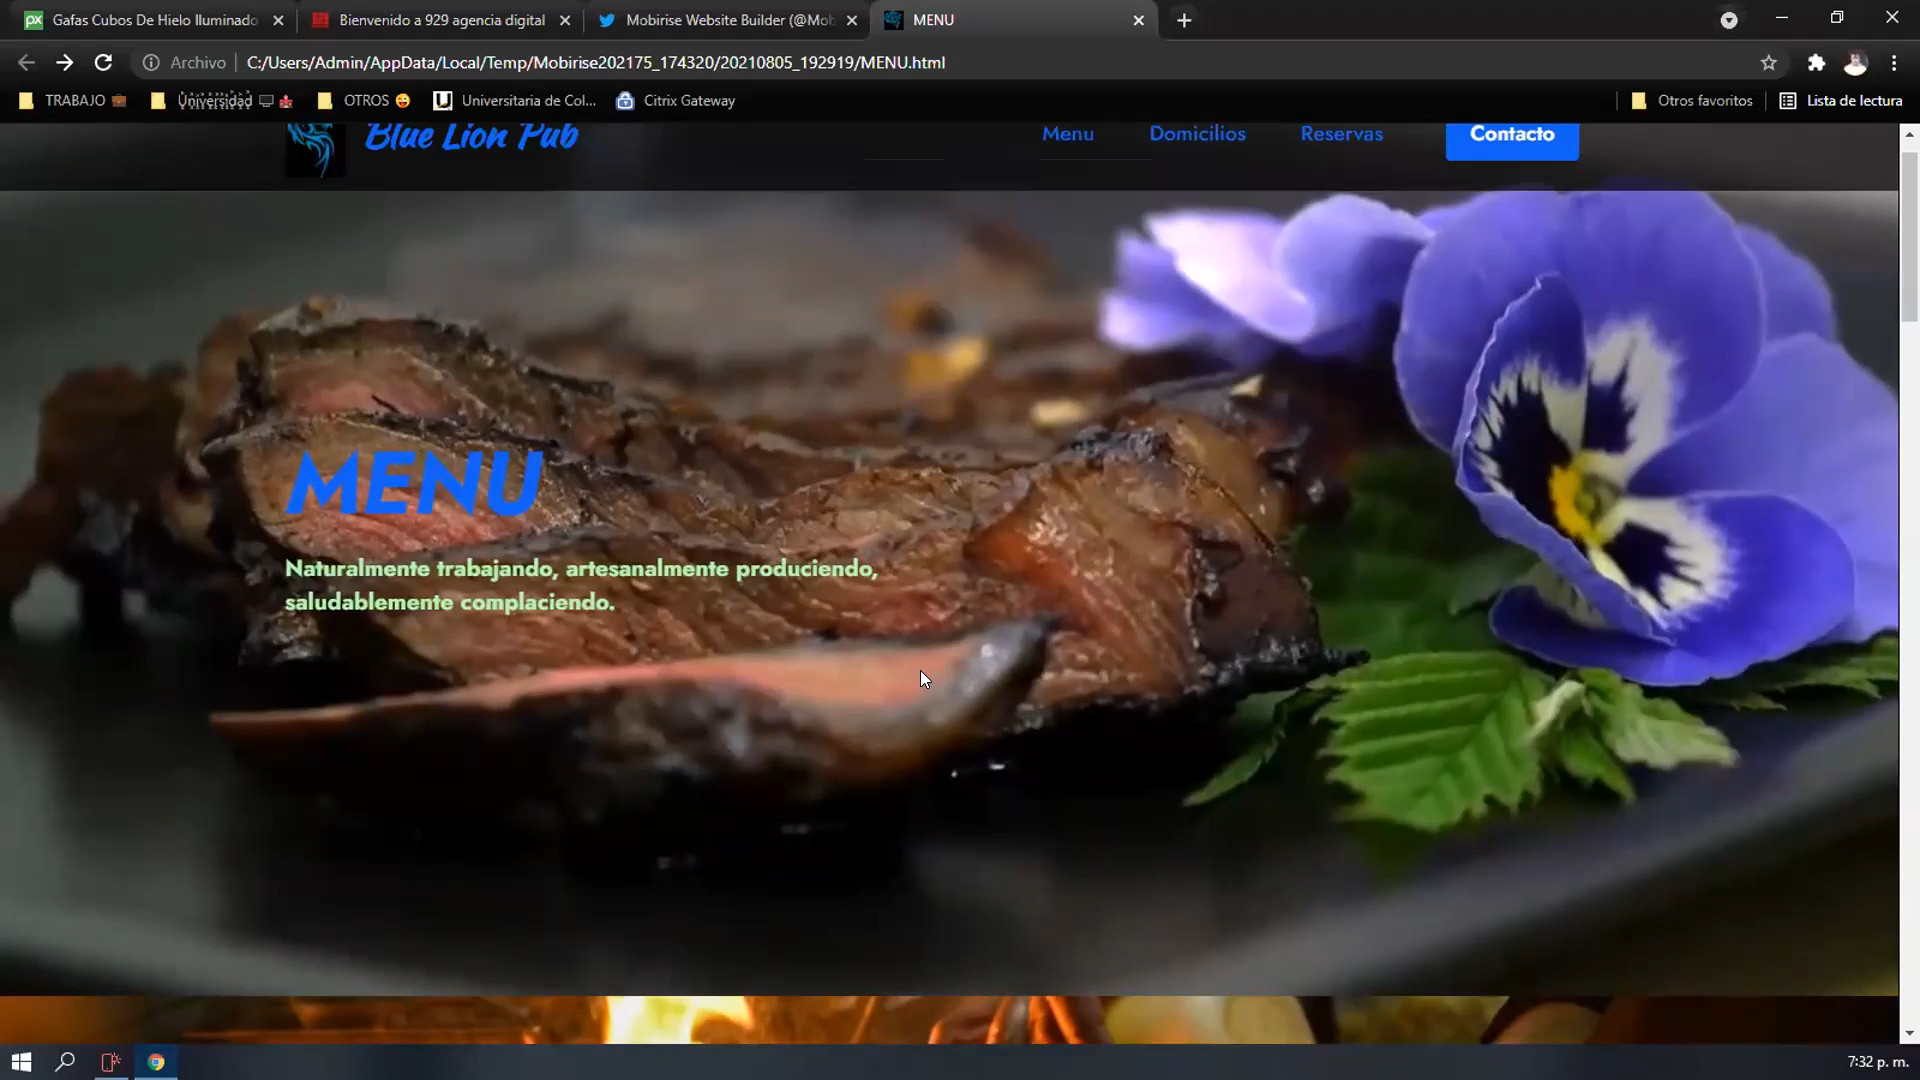 Gafas Cubos De Hielo Iluminado
Bienvenido a 929 agencia digital
Mobirise Website Builder (@Mob
MENU
Archivo
C:/Users/Admin/AppData/Local/Temp/Mobirise202175_174320/20210805_192919/MENU.html
TRABAJO
Universidad
OTROS
Universitaria de Col...
Citrix Gateway
Otros favoritos
Lista de lectura
Blue Lion Pub
Menu
Domicilios
Reservas
Contacto
MENU
Naturalmente trabajando, artesanalmente produciendo,
saludablemente complaciendo.
7:32 p. m.